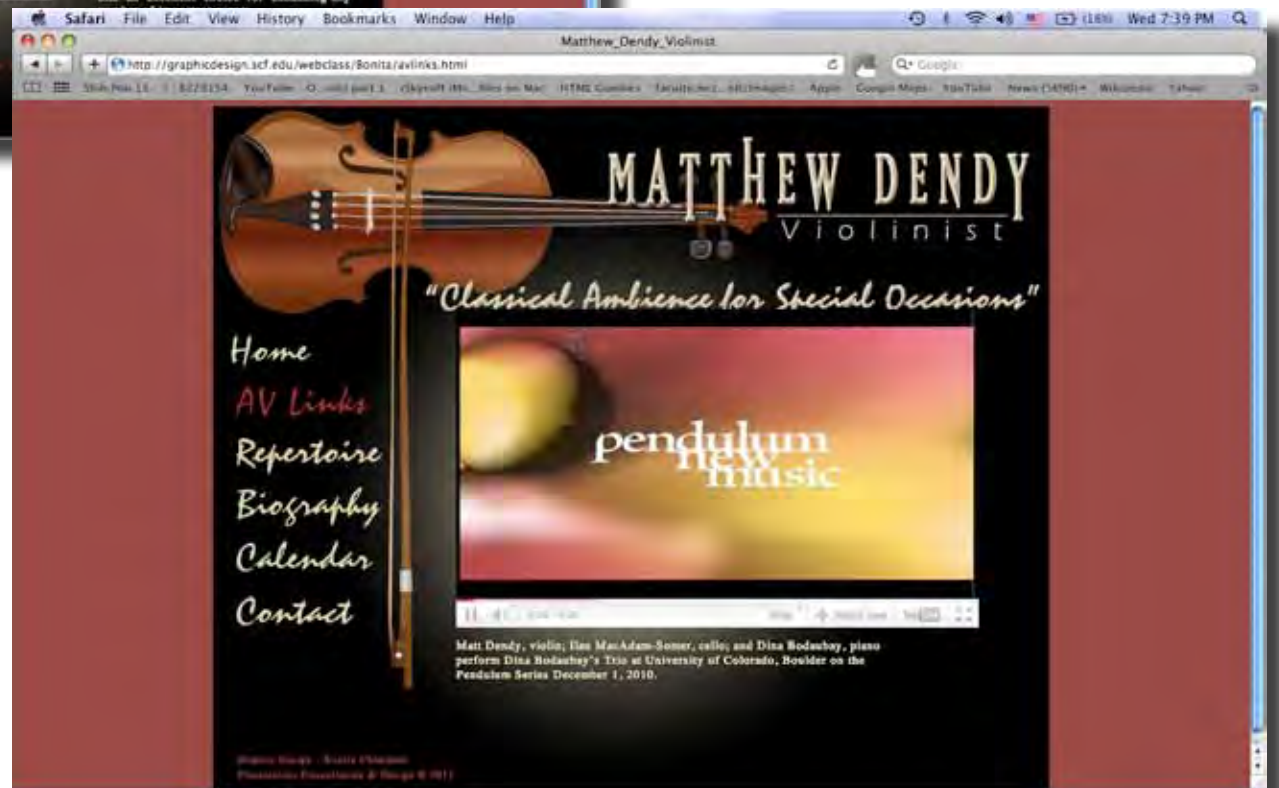 Safari File Edit View History Bookmarks Window Help Wed 7:39 PM
Matthew_Dendy_Violinist
http://graphicdesign.scf.edu/webclass/Bonita/avlinks.html Google
YouTube Apple Google Maps YouTube News Wikipedia Yahoo!
MATTHEW DENDY
Violinist
"Classical Ambience for Special Occasions"
Home
AV Links
Repertoire
Biography
Calendar
Contact
pendulum
new
music
Matt Dendy, violin; Ilan MacAdam-Somer, cello; and Dina Bodaubay, piano
perform Dina Bodaubay's Trio at University of Colorado, Boulder on the
Pendulum Series December 1, 2010.